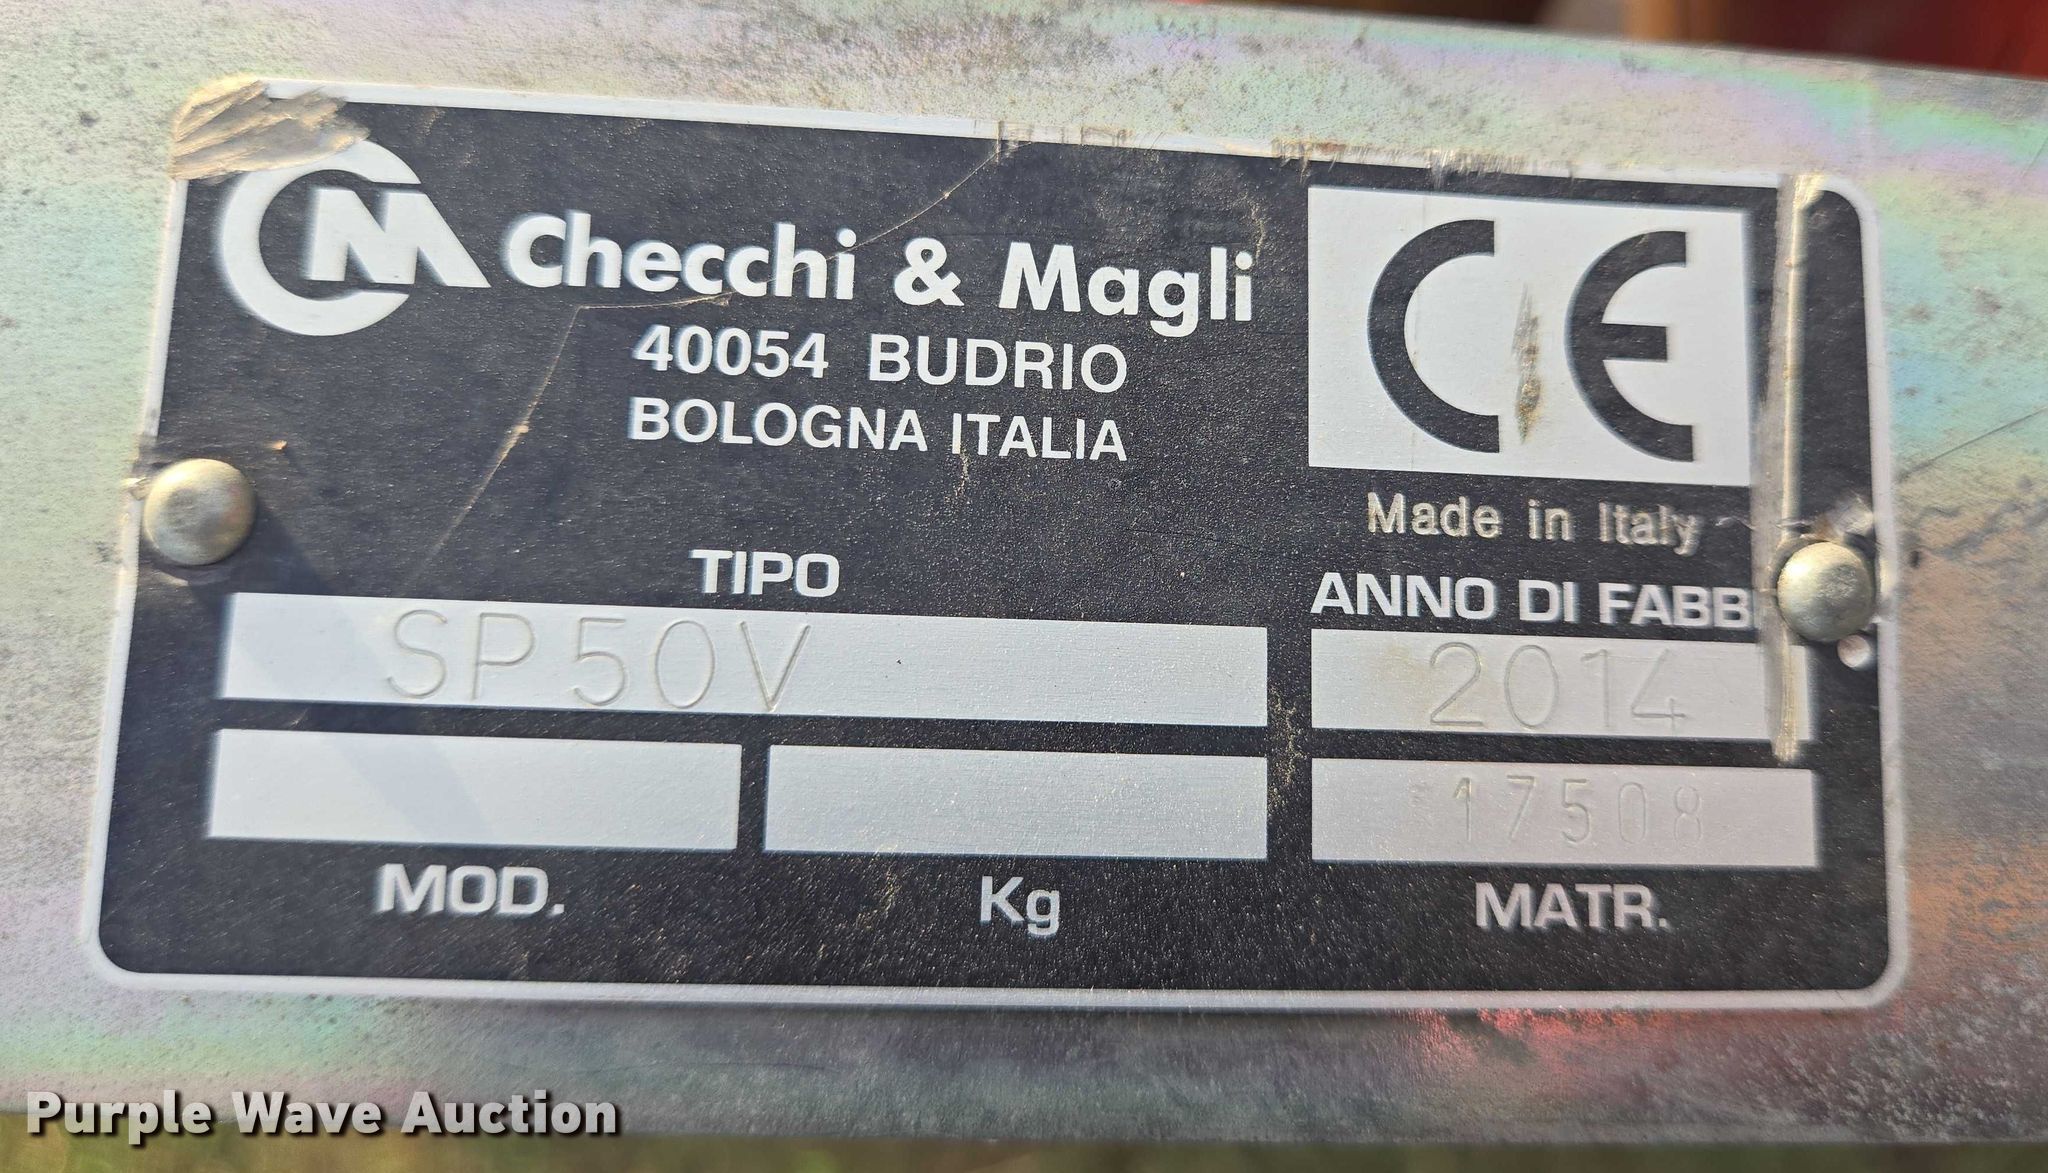 CM Checchi & Magli
40054 BUDRIO
BOLOGNA ITALIA
CE
Made in Italy
TIPO
SP50V
ANNO DI FABB
2014
17508
MOD.
Kg
MATR.
Purple Wave Auction